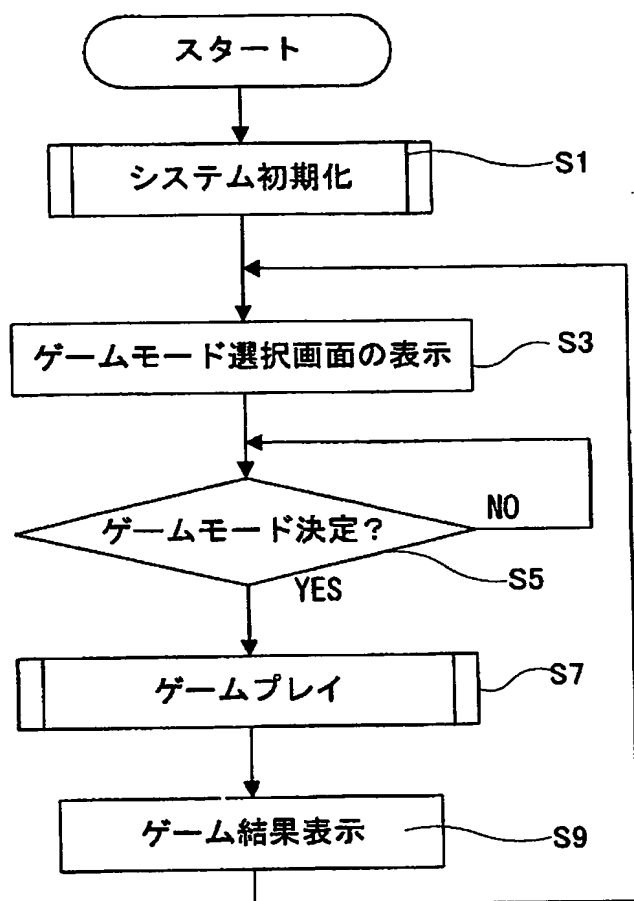 スタート
システム初期化
S1
ゲームモード選択画面の表示
S3
ゲームモード決定?
NO
S5
YES
ゲームプレイ
S7
ゲーム結果表示
S9